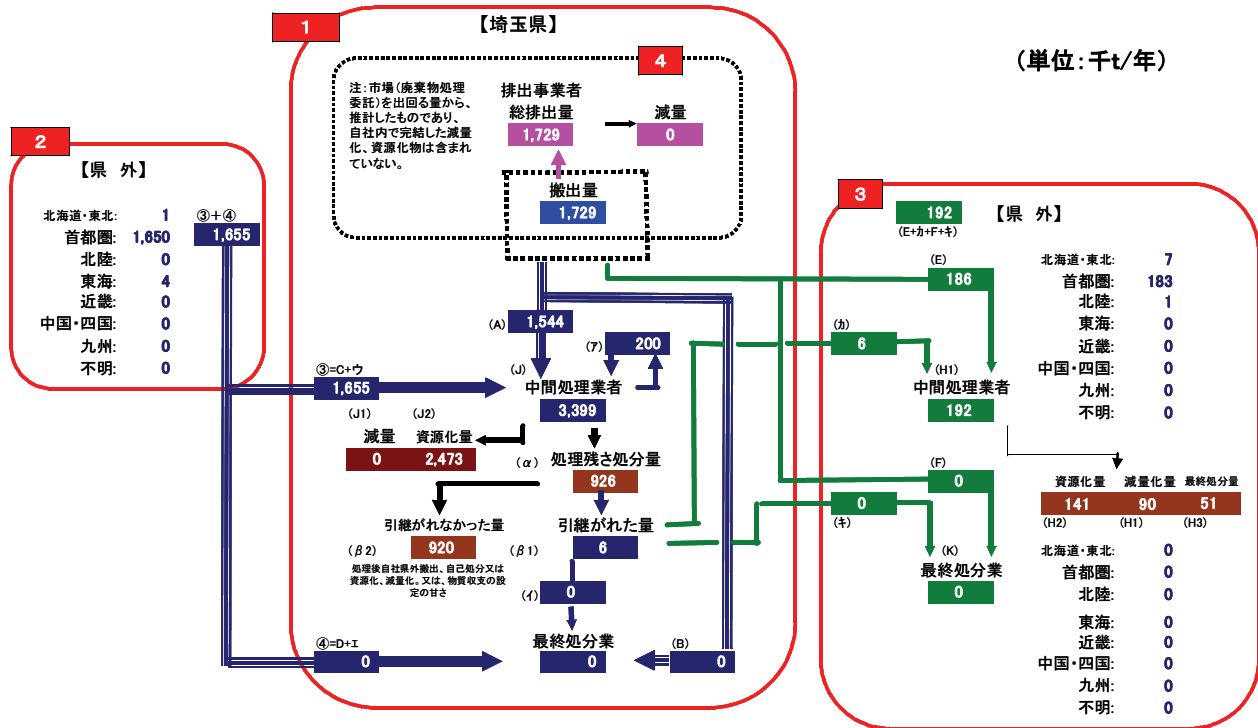 1
【埼玉県】
(単位:千t/年)
4
注:市場(廃棄物処理
委託)を出回る量から、
推計したものであり、
自社内で完結した減量
化、資源化物は含まれ
ていない。
排出事業者
総排出量
減量
1,729
0
搬出量
1,729
2
【県 外】
北海道・東北: 1
首都圏: 1,650
北陸: 0
東海: 4
近畿: 0
中国・四国: 0
九州: 0
不明: 0
③+④
1,655
(A)
1,544
(ア)
200
③=C+ウ
1,655
(J)
中間処理業者
3,399
(J1)
(J2)
減量
資源化量
0
2,473
(α)
処理残さ処分量
926
引継がれなかった量
(β2)
920
処理後自社県外搬出、自己処分又は
資源化、減量化。又は、物質収支の設
定の甘さ
引継がれた量
(β1)
6
(イ)
0
④=D+エ
0
最終処分業
0
(B)
0
3
192
(E+カ+F+キ)
【県 外】
(E)
186
(カ)
6
(H1)
中間処理業者
192
北海道・東北: 7
首都圏: 183
北陸: 1
東海: 0
近畿: 0
中国・四国: 0
九州: 0
不明: 0
(F)
0
(キ)
0
資源化量
減量化量
最終処分量
141
90
51
(H2)
(H1)
(H3)
(K)
最終処分業
0
北海道・東北: 0
首都圏: 0
北陸: 0
東海: 0
近畿: 0
中国・四国: 0
九州: 0
不明: 0